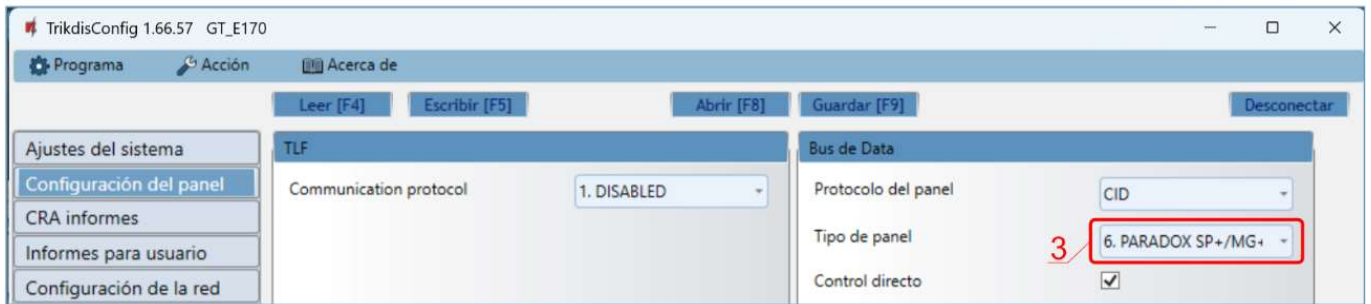 TrikdisConfig 1.66.57 GT_E170
Programa Acción Acerca de
Leer [F4] Escribir [F5] Abrir [F8] Guardar [F9] Desconectar
Ajustes del sistema
Configuración del panel
CRA informes
Informes para usuario
Configuración de la red
TLF
Communication protocol 1. DISABLED
Bus de Data
Protocolo del panel CID
Tipo de panel 3 6. PARADOX SP+/MG+
Control directo